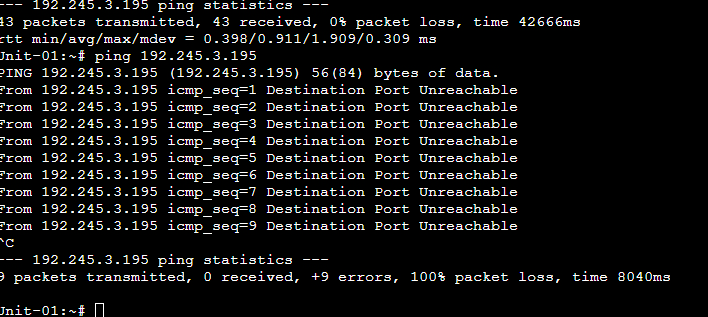 --- 192.245.3.195 ping statistics ---
43 packets transmitted, 43 received, 0% packet loss, time 42666ms
rtt min/avg/max/mdev = 0.398/0.911/1.909/0.309 ms
Unit-01:~# ping 192.245.3.195
PING 192.245.3.195 (192.245.3.195) 56(84) bytes of data.
From 192.245.3.195 icmp_seq=1 Destination Port Unreachable
From 192.245.3.195 icmp_seq=2 Destination Port Unreachable
From 192.245.3.195 icmp_seq=3 Destination Port Unreachable
From 192.245.3.195 icmp_seq=4 Destination Port Unreachable
From 192.245.3.195 icmp_seq=5 Destination Port Unreachable
From 192.245.3.195 icmp_seq=6 Destination Port Unreachable
From 192.245.3.195 icmp_seq=7 Destination Port Unreachable
From 192.245.3.195 icmp_seq=8 Destination Port Unreachable
From 192.245.3.195 icmp_seq=9 Destination Port Unreachable
^C
--- 192.245.3.195 ping statistics ---
9 packets transmitted, 0 received, +9 errors, 100% packet loss, time 8040ms
Unit-01:~#